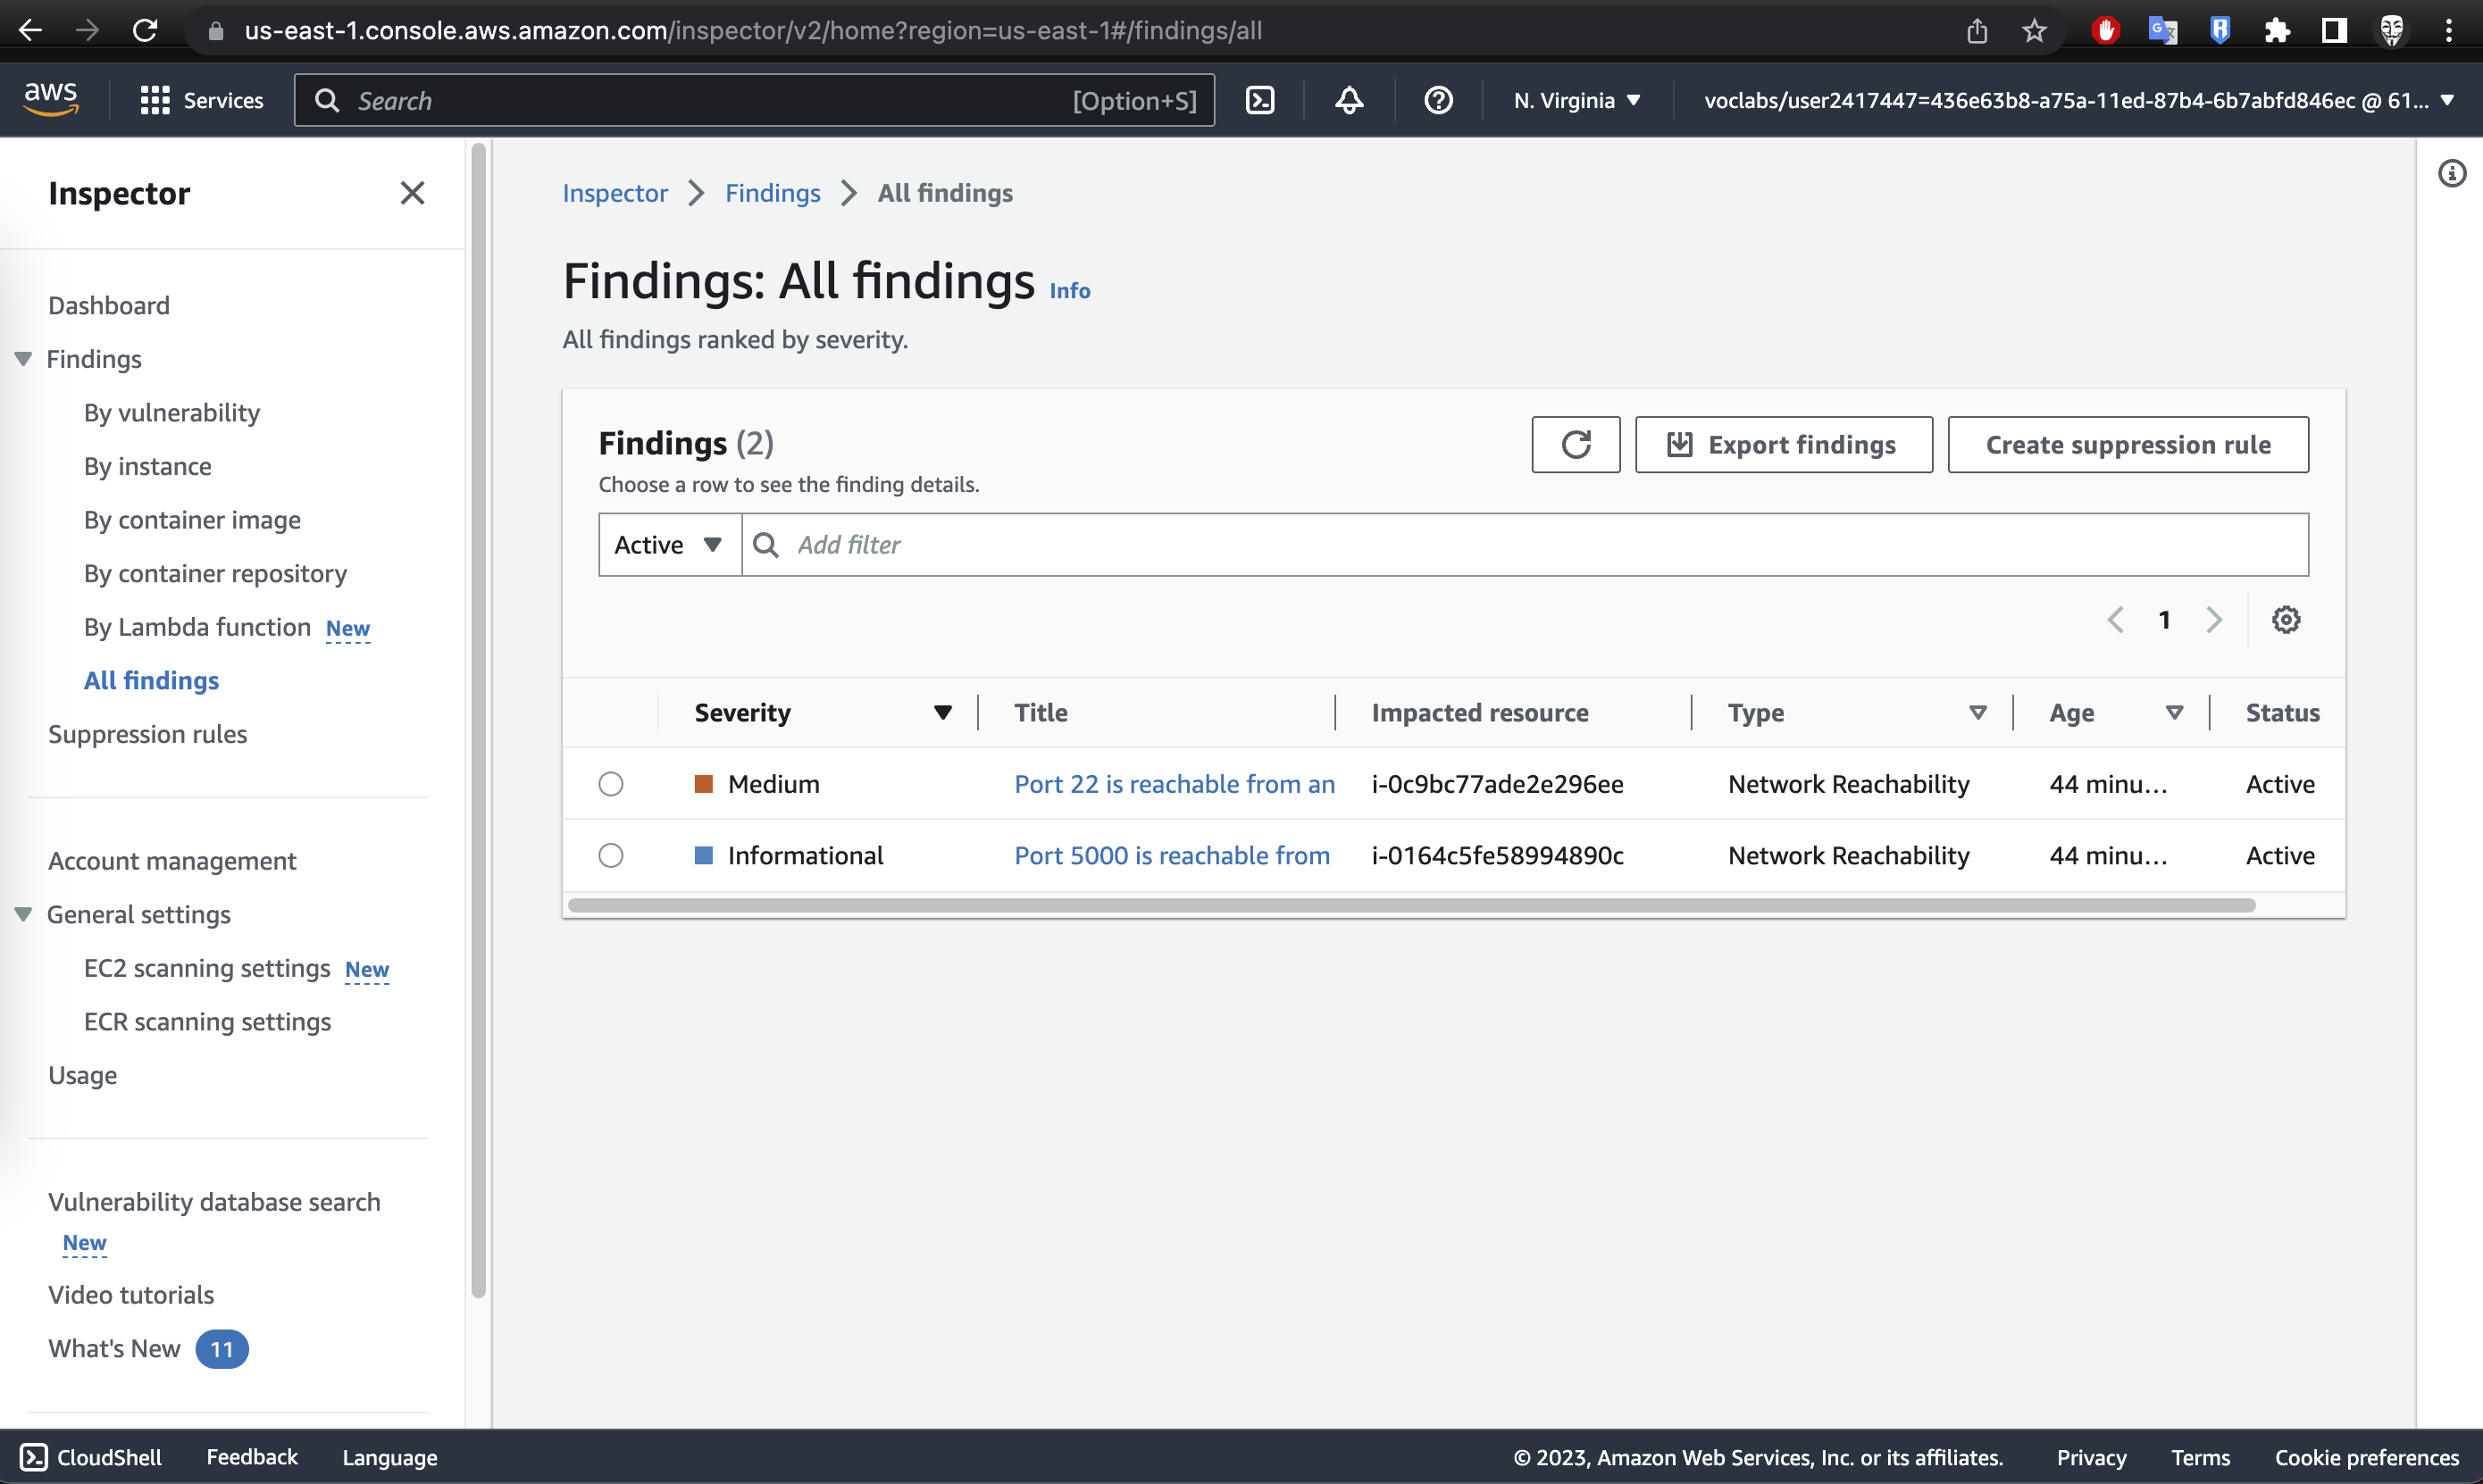 us-east-1.console.aws.amazon.com/inspector/v2/home?region=us-east-1#/findings/all
aws
Services
Search
[Option+S]
N. Virginia
voclabs/user2417447=436e63b8-a75a-11ed-87b4-6b7abfd846ec @ 61...
Inspector
Dashboard
Findings
By vulnerability
By instance
By container image
By container repository
By Lambda function New
All findings
Suppression rules
Account management
General settings
EC2 scanning settings New
ECR scanning settings
Usage
Vulnerability database search
New
Video tutorials
What's New 11
Inspector
Findings
All findings
Findings: All findings Info
All findings ranked by severity.
Findings (2)
Choose a row to see the finding details.
Export findings
Create suppression rule
Active
Add filter
1
Severity Title Impacted resource Type Age Status
Medium Port 22 is reachable from an i-0c9bc77ade2e296ee Network Reachability 44 minu... Active
Informational Port 5000 is reachable from i-0164c5fe58994890c Network Reachability 44 minu... Active
CloudShell Feedback Language
© 2023, Amazon Web Services, Inc. or its affiliates. Privacy Terms Cookie preferences